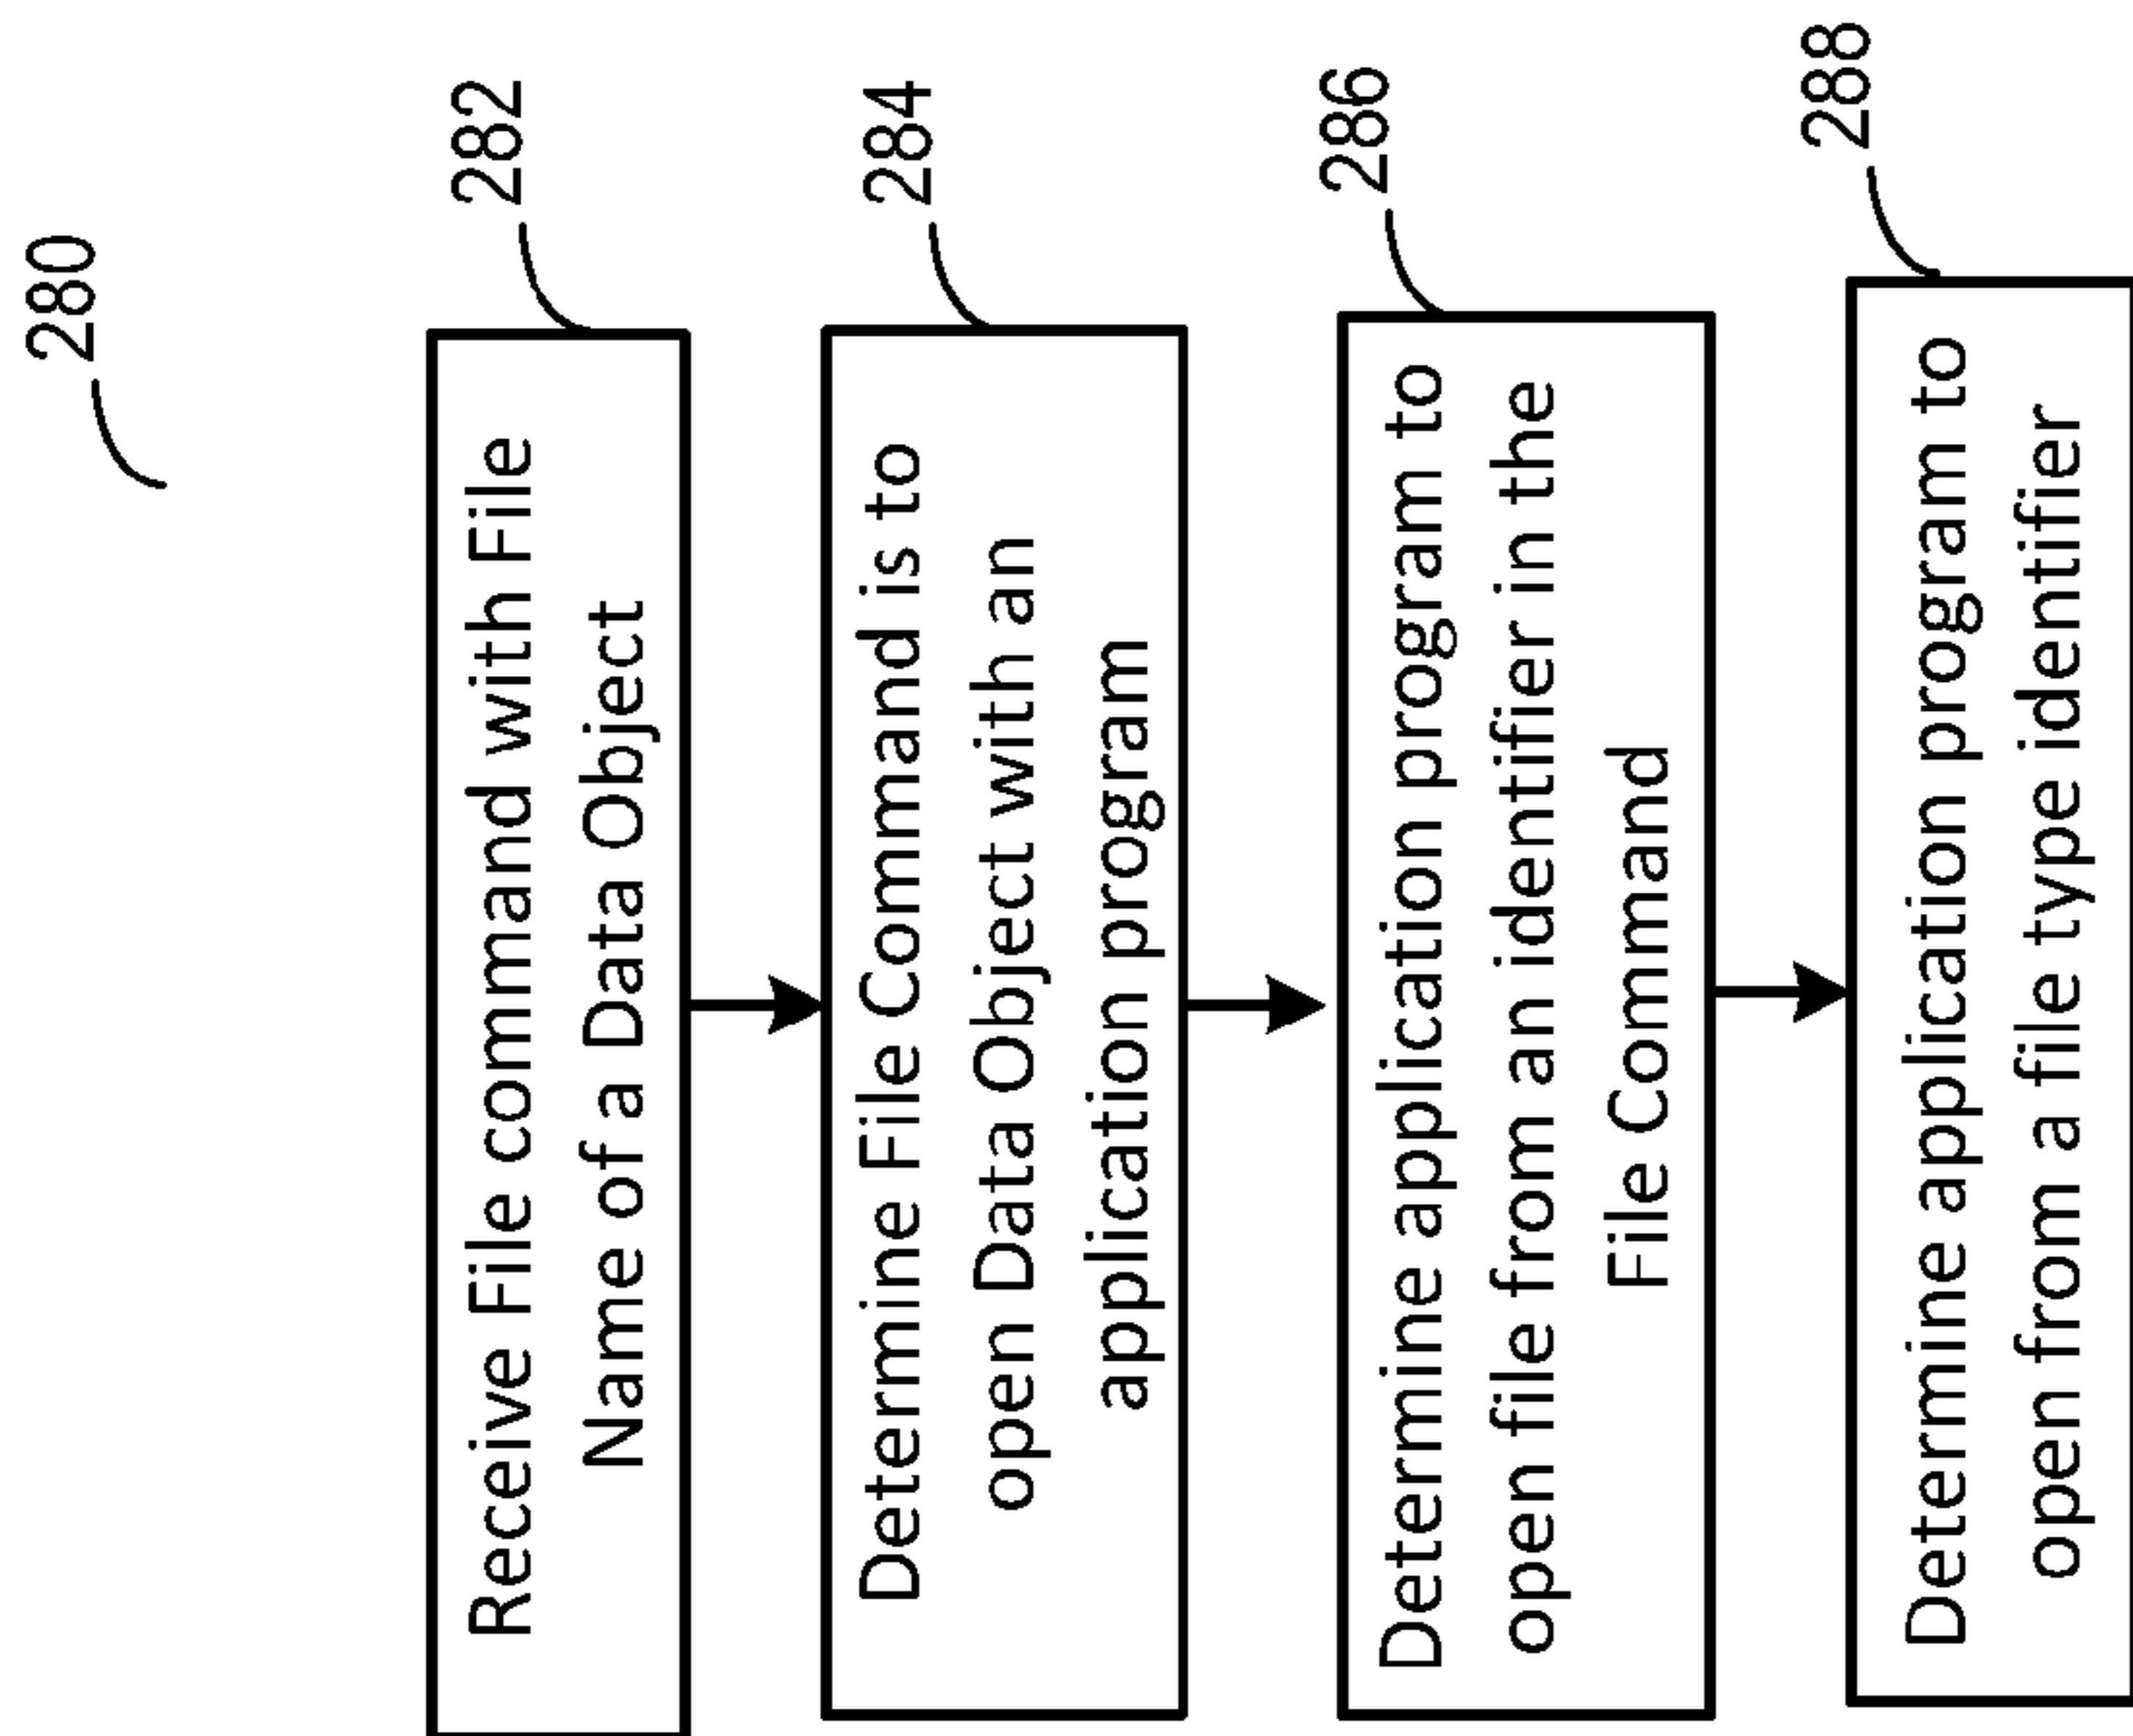 280
282
Receive File command with File
Name of a Data Object
284
Determine File Command is to
open Data Object with an
application program
286
Determine application program to
open file from an identifier in the
File Command
288
Determine application program to
open from a file type identifier